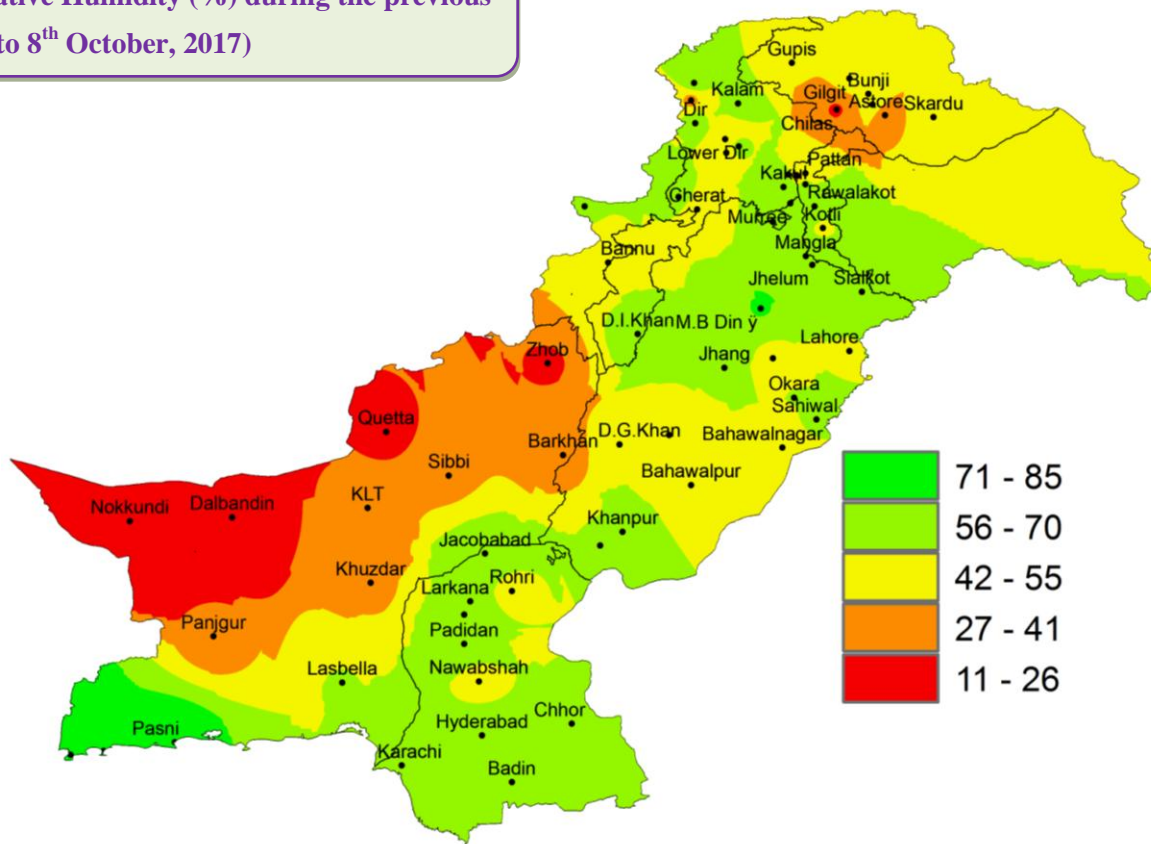 ative Humidity (%) during the previous
to 8th October, 2017)
Gupis
Bunji
Gilgit
Astore
Skardu
Kalam
Dir
Chilas
Lower Dir
Pattan
Kakul
Cherat
Rawalakot
Murree
Kotli
Mangla
Bannu
Jhelum
Sialkot
D.I.Khan
M.B Din ÿ
Zhob
Lahore
Jhang
Okara
Sahiwal
Quetta
Barkhan
D.G.Khan
Bahawalnagar
Sibbi
Bahawalpur
Nokkundi
Dalbandin
KLT
Khanpur
Jacobabad
Khuzdar
Larkana
Rohri
Panjgur
Padidan
Lasbella
Nawabshah
Pasni
Hyderabad
Chhor
Karachi
Badin
71 - 85
56 - 70
42 - 55
27 - 41
11 - 26